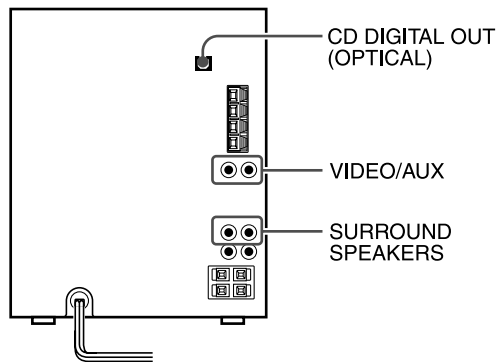 CD DIGITAL OUT
(OPTICAL)
VIDEO/AUX
SURROUND
SPEAKERS